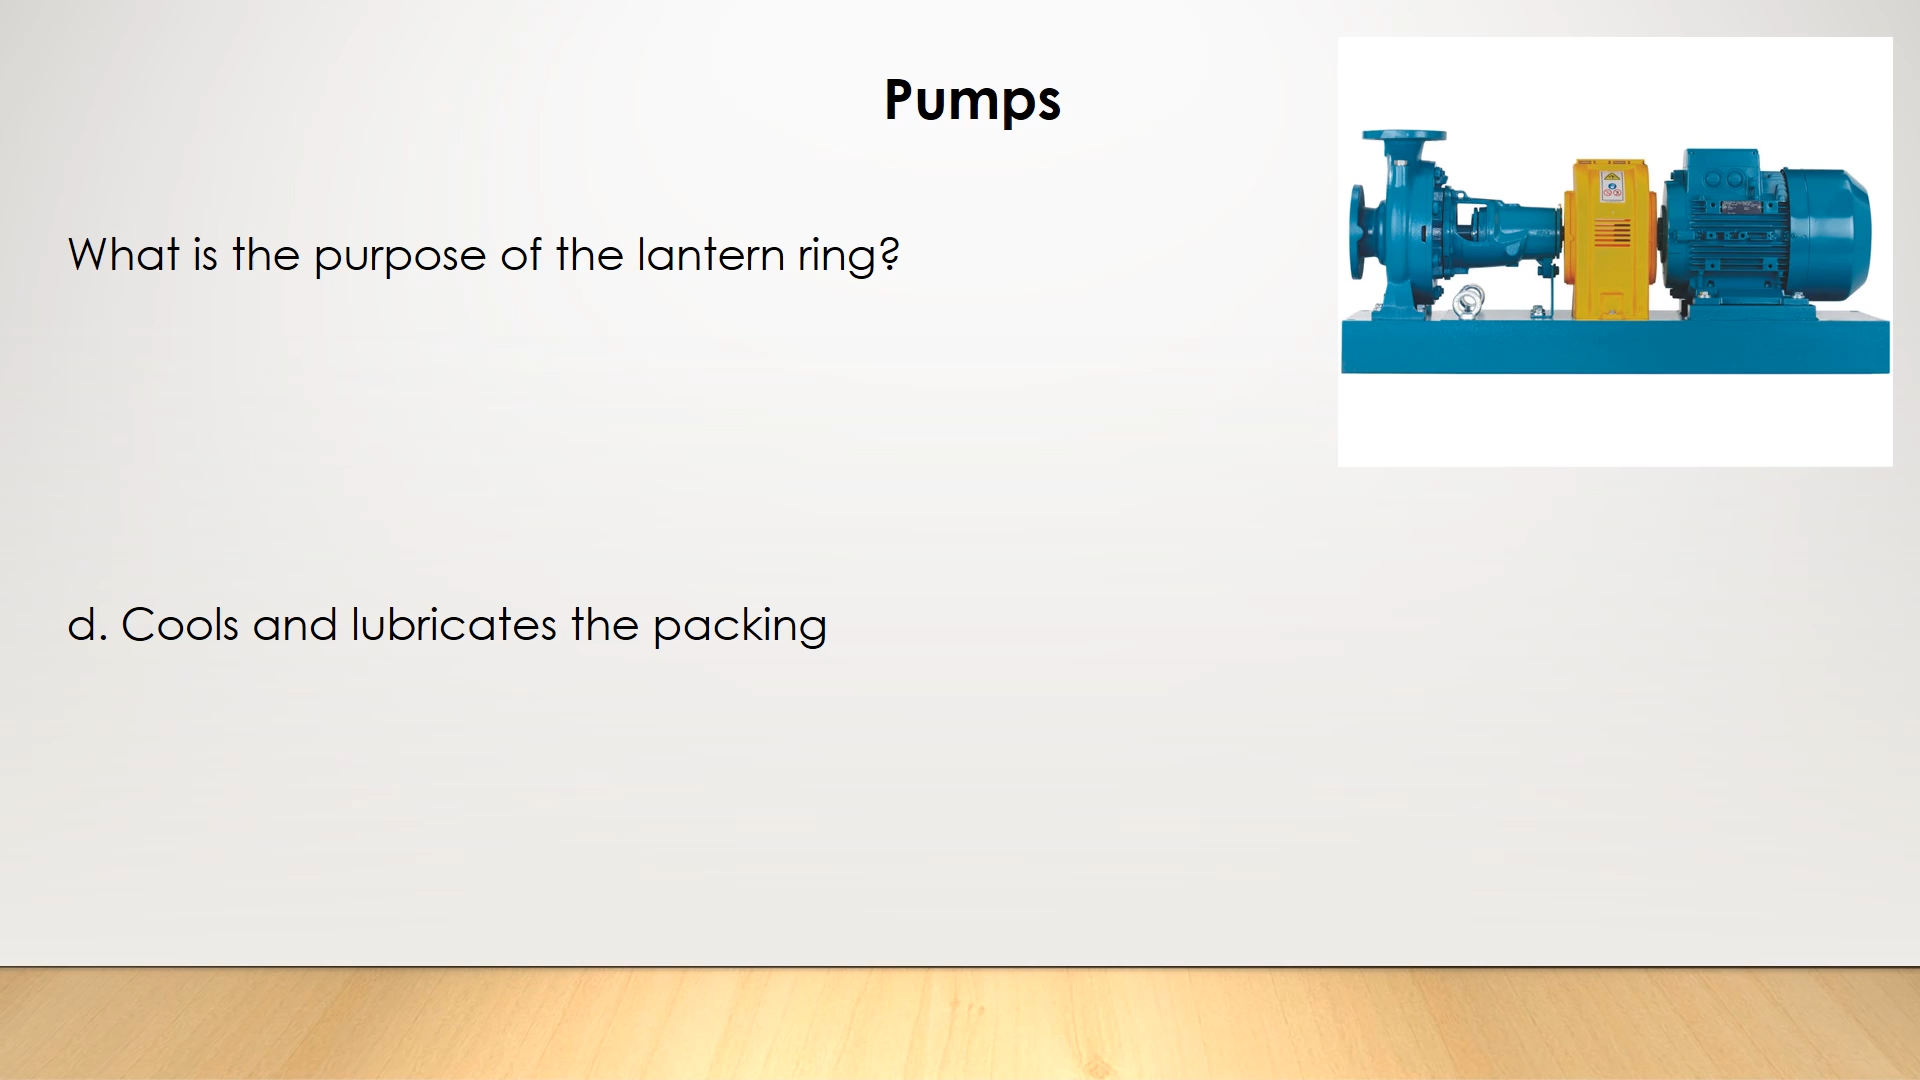 Pumps
What is the purpose of the lantern ring?
d. Cools and lubricates the packing